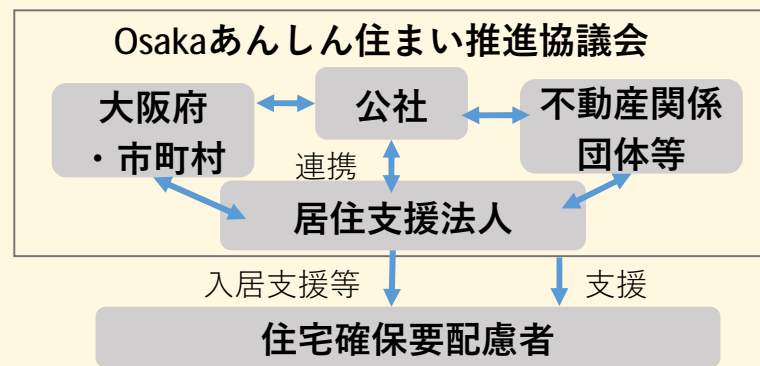 Osakaあんしん住まい推進協議会
大阪府
・市町村
公社
不動産関係
団体等
連携
居住支援法人
入居支援等
支援
住宅確保要配慮者